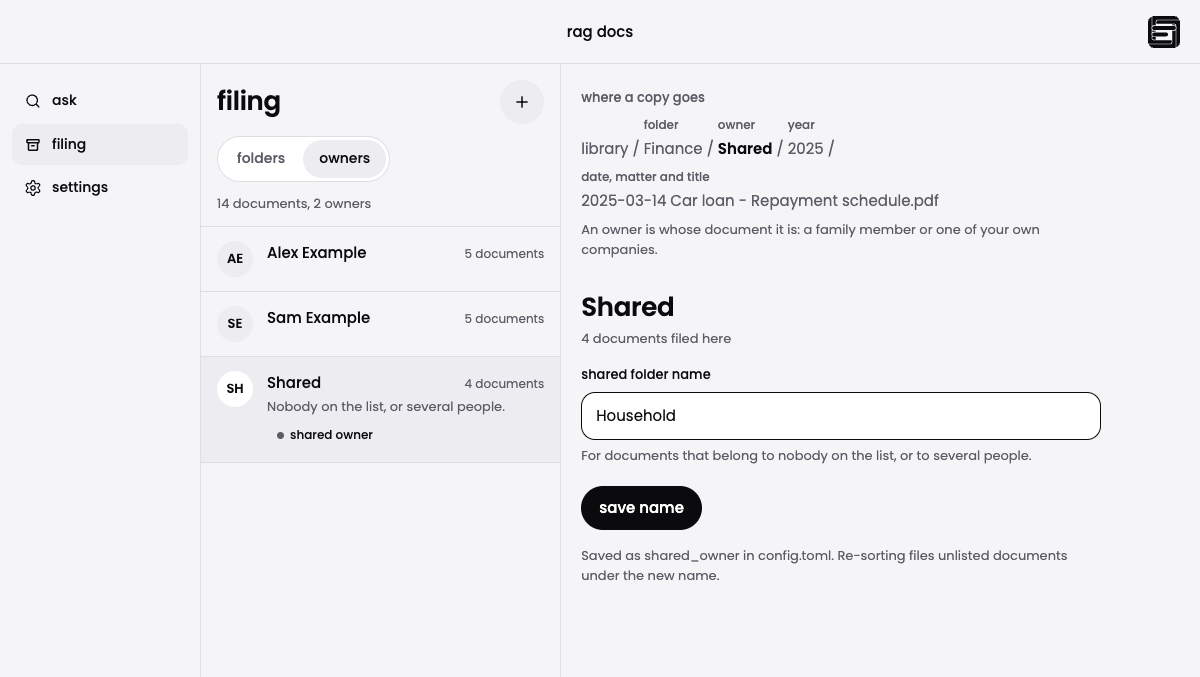 rag docs
ask
filing
settings
filing
+
folders
owners
14 documents, 2 owners
AE
Alex Example
5 documents
SE
Sam Example
5 documents
SH
Shared
4 documents
Nobody on the list, or several people.
shared owner
where a copy goes
folder owner year
library / Finance / Shared / 2025 /
date, matter and title
2025-03-14 Car loan - Repayment schedule.pdf
An owner is whose document it is: a family member or one of your own
companies.
Shared
4 documents filed here
shared folder name
Household
For documents that belong to nobody on the list, or to several people.
save name
Saved as shared_owner in config.toml. Re-sorting files unlisted documents
under the new name.